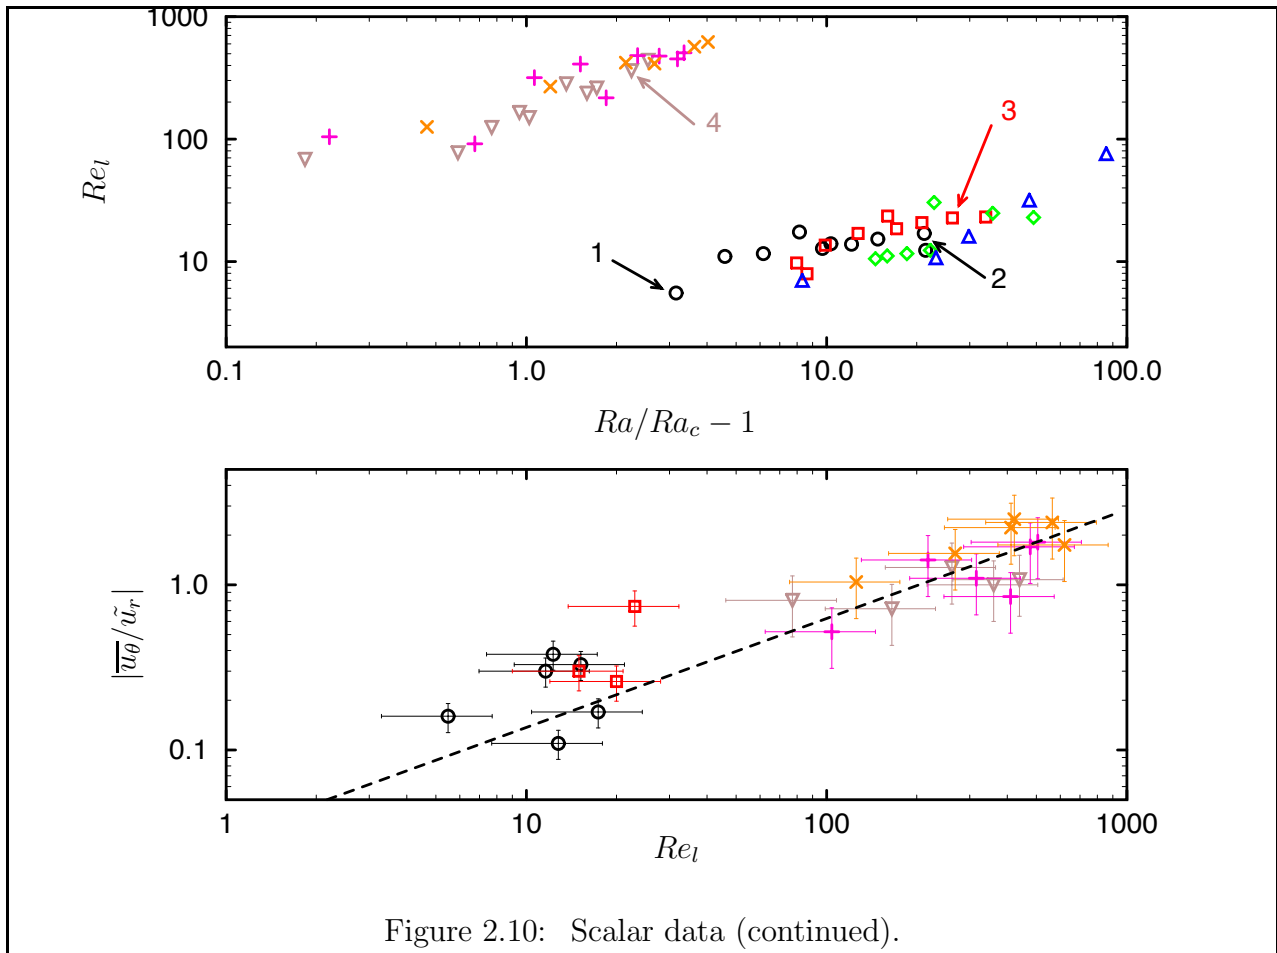 1000
100
10
Re_l
1
2
3
4
0.1 1.0 10.0 100.0
Ra/Ra_c − 1
1.0
0.1
|\overline{u_θ}/\tilde{u_r}|
1 10 100 1000
Re_l
Figure 2.10: Scalar data (continued).